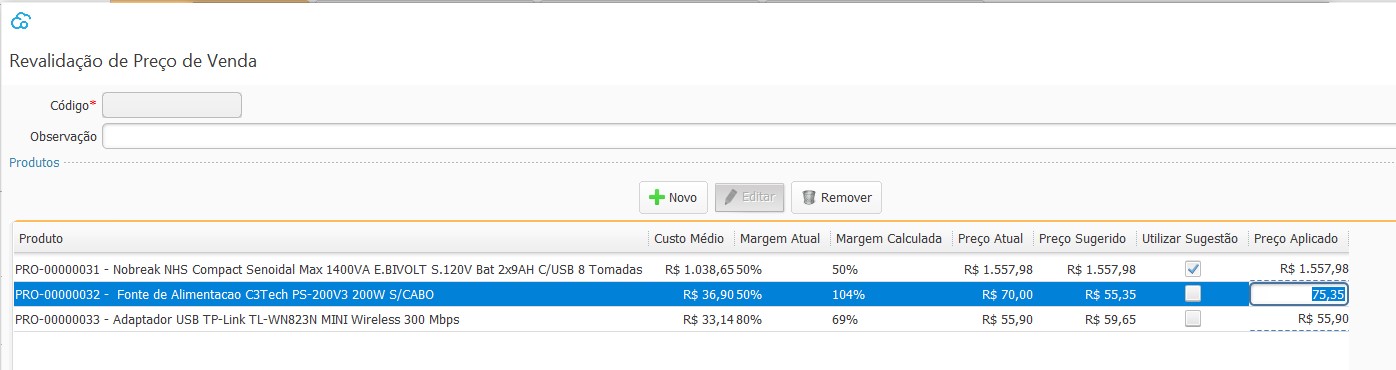 Revalidação de Preço de Venda
Código*
Observação
Produtos
Novo Editar Remover
Produto Custo Médio Margem Atual Margem Calculada Preço Atual Preço Sugerido Utilizar Sugestão Preço Aplicado
PRO-00000031 - Nobreak NHS Compact Senoidal Max 1400VA E.BIVOLT S.120V Bat 2x9AH C/USB 8 Tomadas R$ 1.038,65 50% 50% R$ 1.557,98 R$ 1.557,98 R$ 1.557,98
PRO-00000032 - Fonte de Alimentacao C3Tech PS-200V3 200W S/CABO R$ 36,90 50% 104% R$ 70,00 R$ 55,35 75,35
PRO-00000033 - Adaptador USB TP-Link TL-WN823N MINI Wireless 300 Mbps R$ 33,14 80% 69% R$ 55,90 R$ 59,65 R$ 55,90